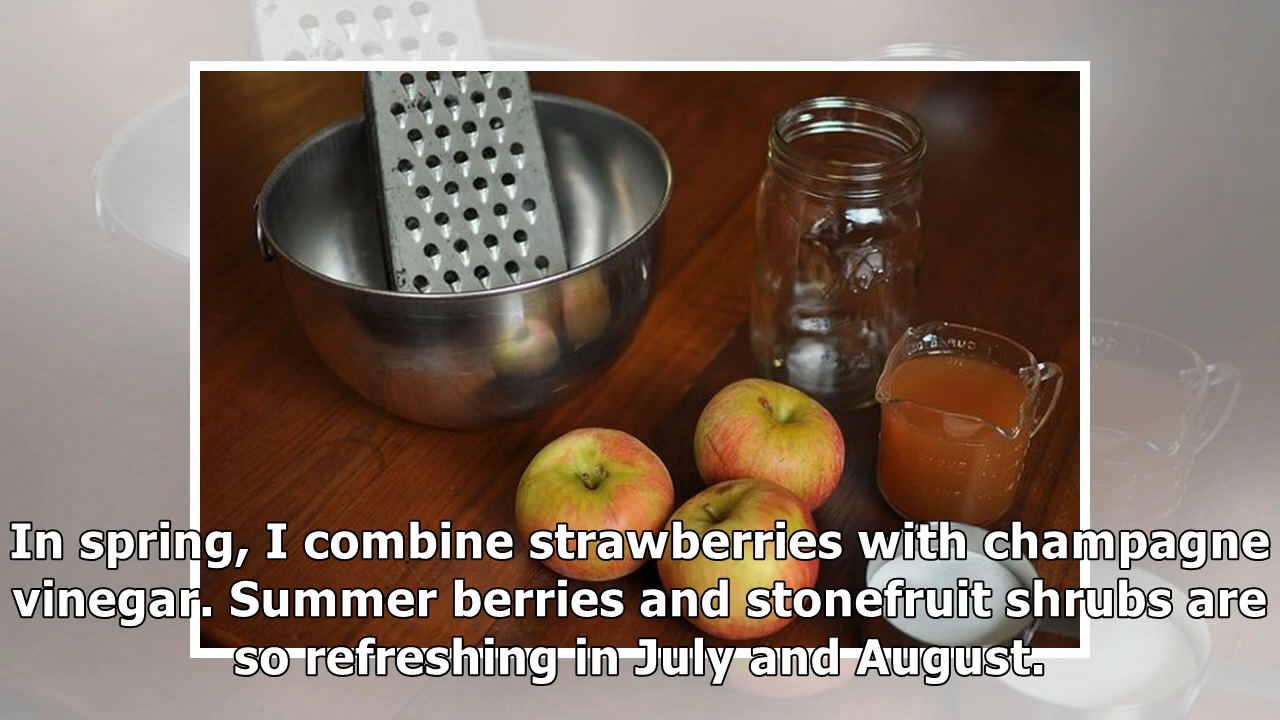 In spring, I combine strawberries with champagne
vinegar. Summer berries and stonefruit shrubs are
so refreshing in July and August.